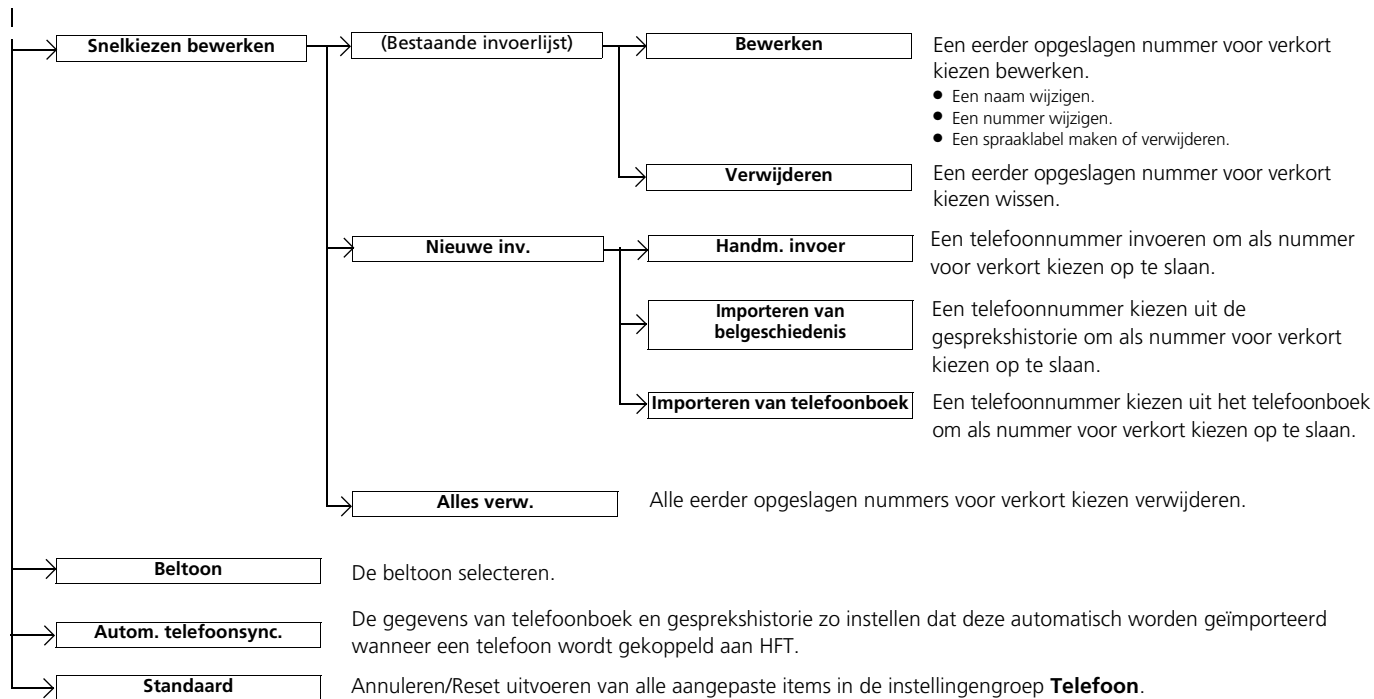 Snelkiezen bewerken
(Bestaande invoerlijst)
Bewerken
Een eerder opgeslagen nummer voor verkort
kiezen bewerken.
● Een naam wijzigen.
● Een nummer wijzigen.
● Een spraaklabel maken of verwijderen.
Verwijderen
Een eerder opgeslagen nummer voor verkort
kiezen wissen.
Nieuwe inv.
Handm. invoer
Een telefoonnummer invoeren om als nummer
voor verkort kiezen op te slaan.
Importeren van
belgeschiedenis
Een telefoonnummer kiezen uit de
gesprekshistorie om als nummer voor verkort
kiezen op te slaan.
Importeren van telefoonboek
Een telefoonnummer kiezen uit het telefoonboek
om als nummer voor verkort kiezen op te slaan.
Alles verw.
Alle eerder opgeslagen nummers voor verkort kiezen verwijderen.
Beltoon
De beltoon selecteren.
Autom. telefoonsync.
De gegevens van telefoonboek en gesprekshistorie zo instellen dat deze automatisch worden geïmporteerd
wanneer een telefoon wordt gekoppeld aan HFT.
Standaard
Annuleren/Reset uitvoeren van alle aangepaste items in de instellingengroep Telefoon.